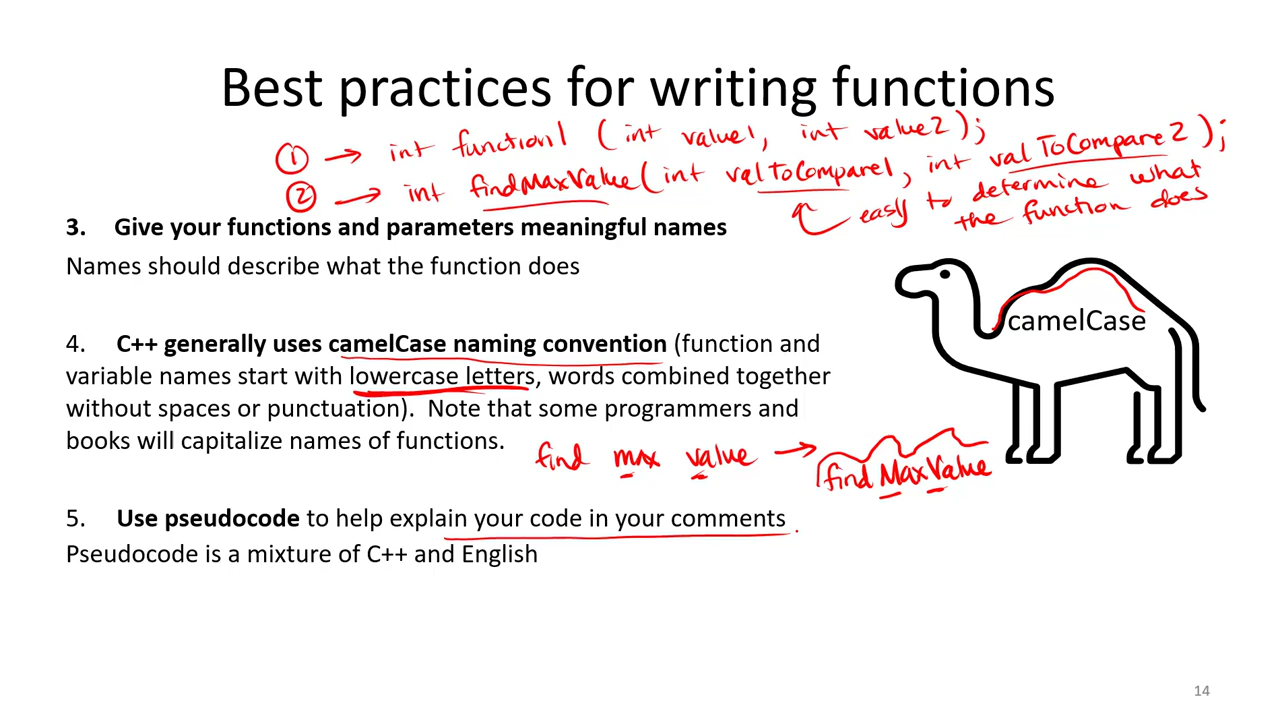 Best practices for writing functions
① → int function1 (int value1, int value2);
② → int findMaxValue(int valToCompare1, int valToCompare2);
easy to determine what
the function does
3. Give your functions and parameters meaningful names
Names should describe what the function does
camelCase
4. C++ generally uses camelCase naming convention (function and
variable names start with lowercase letters, words combined together
without spaces or punctuation). Note that some programmers and
books will capitalize names of functions.
find max value → findMaxValue
5. Use pseudocode to help explain your code in your comments
Pseudocode is a mixture of C++ and English
14